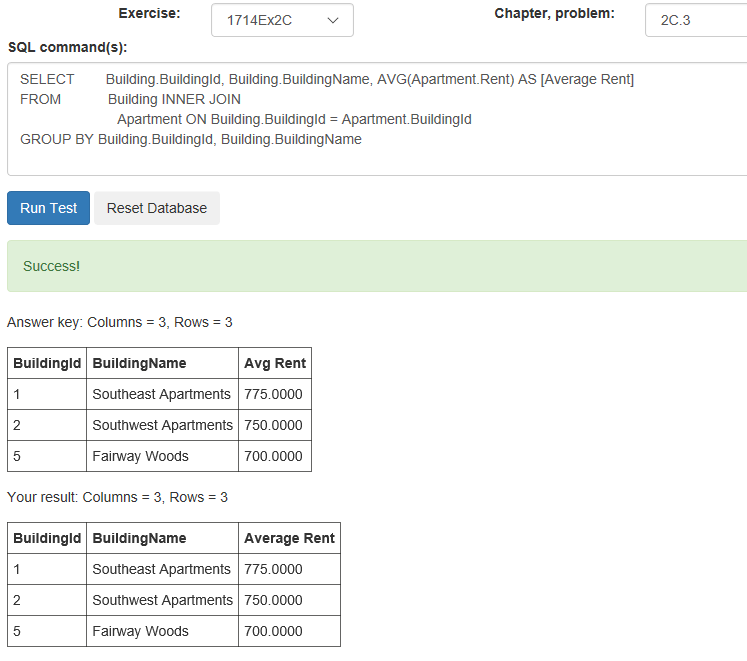 Exercise: 1714Ex2C Chapter, problem: 2C.3
SQL command(s):
SELECT Building.BuildingId, Building.BuildingName, AVG(Apartment.Rent) AS [Average Rent]
FROM Building INNER JOIN
Apartment ON Building.BuildingId = Apartment.BuildingId
GROUP BY Building.BuildingId, Building.BuildingName
Run Test Reset Database
Success!
Answer key: Columns = 3, Rows = 3
BuildingId BuildingName Avg Rent
1 Southeast Apartments 775.0000
2 Southwest Apartments 750.0000
5 Fairway Woods 700.0000
Your result: Columns = 3, Rows = 3
BuildingId BuildingName Average Rent
1 Southeast Apartments 775.0000
2 Southwest Apartments 750.0000
5 Fairway Woods 700.0000